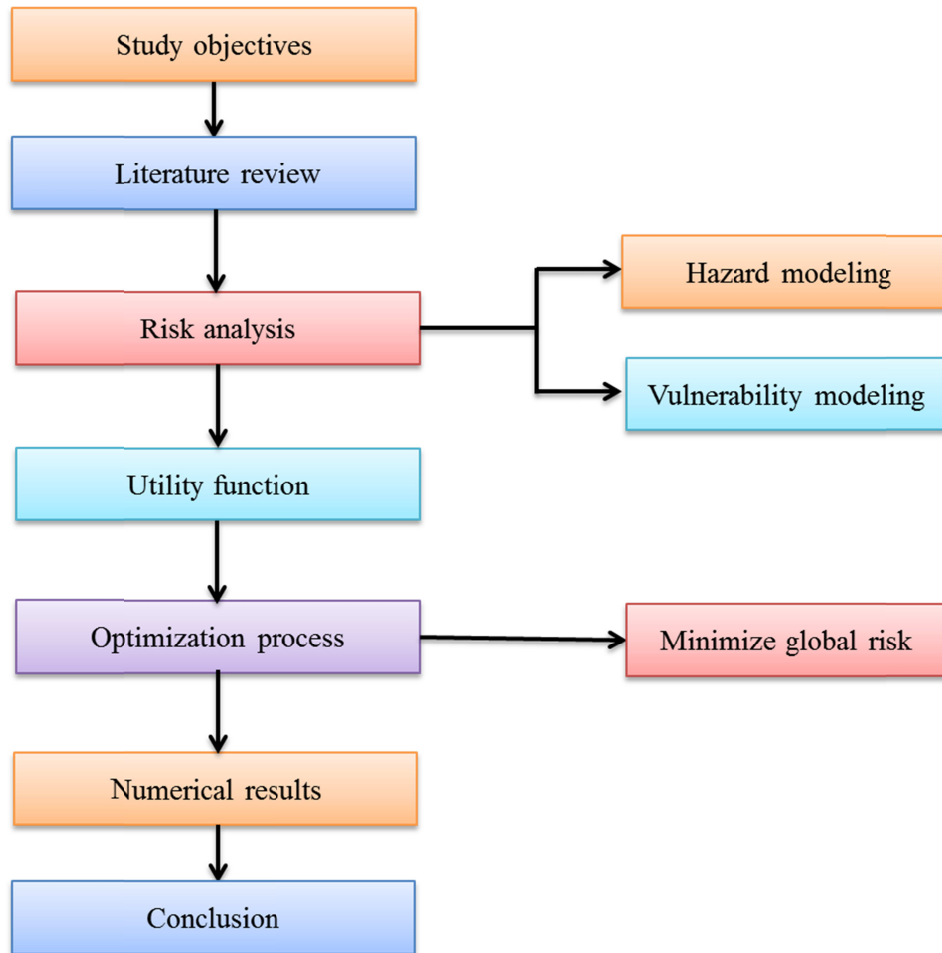 Study objectives
Literature review
Risk analysis
Hazard modeling
Vulnerability modeling
Utility function
Optimization process
Minimize global risk
Numerical results
Conclusion